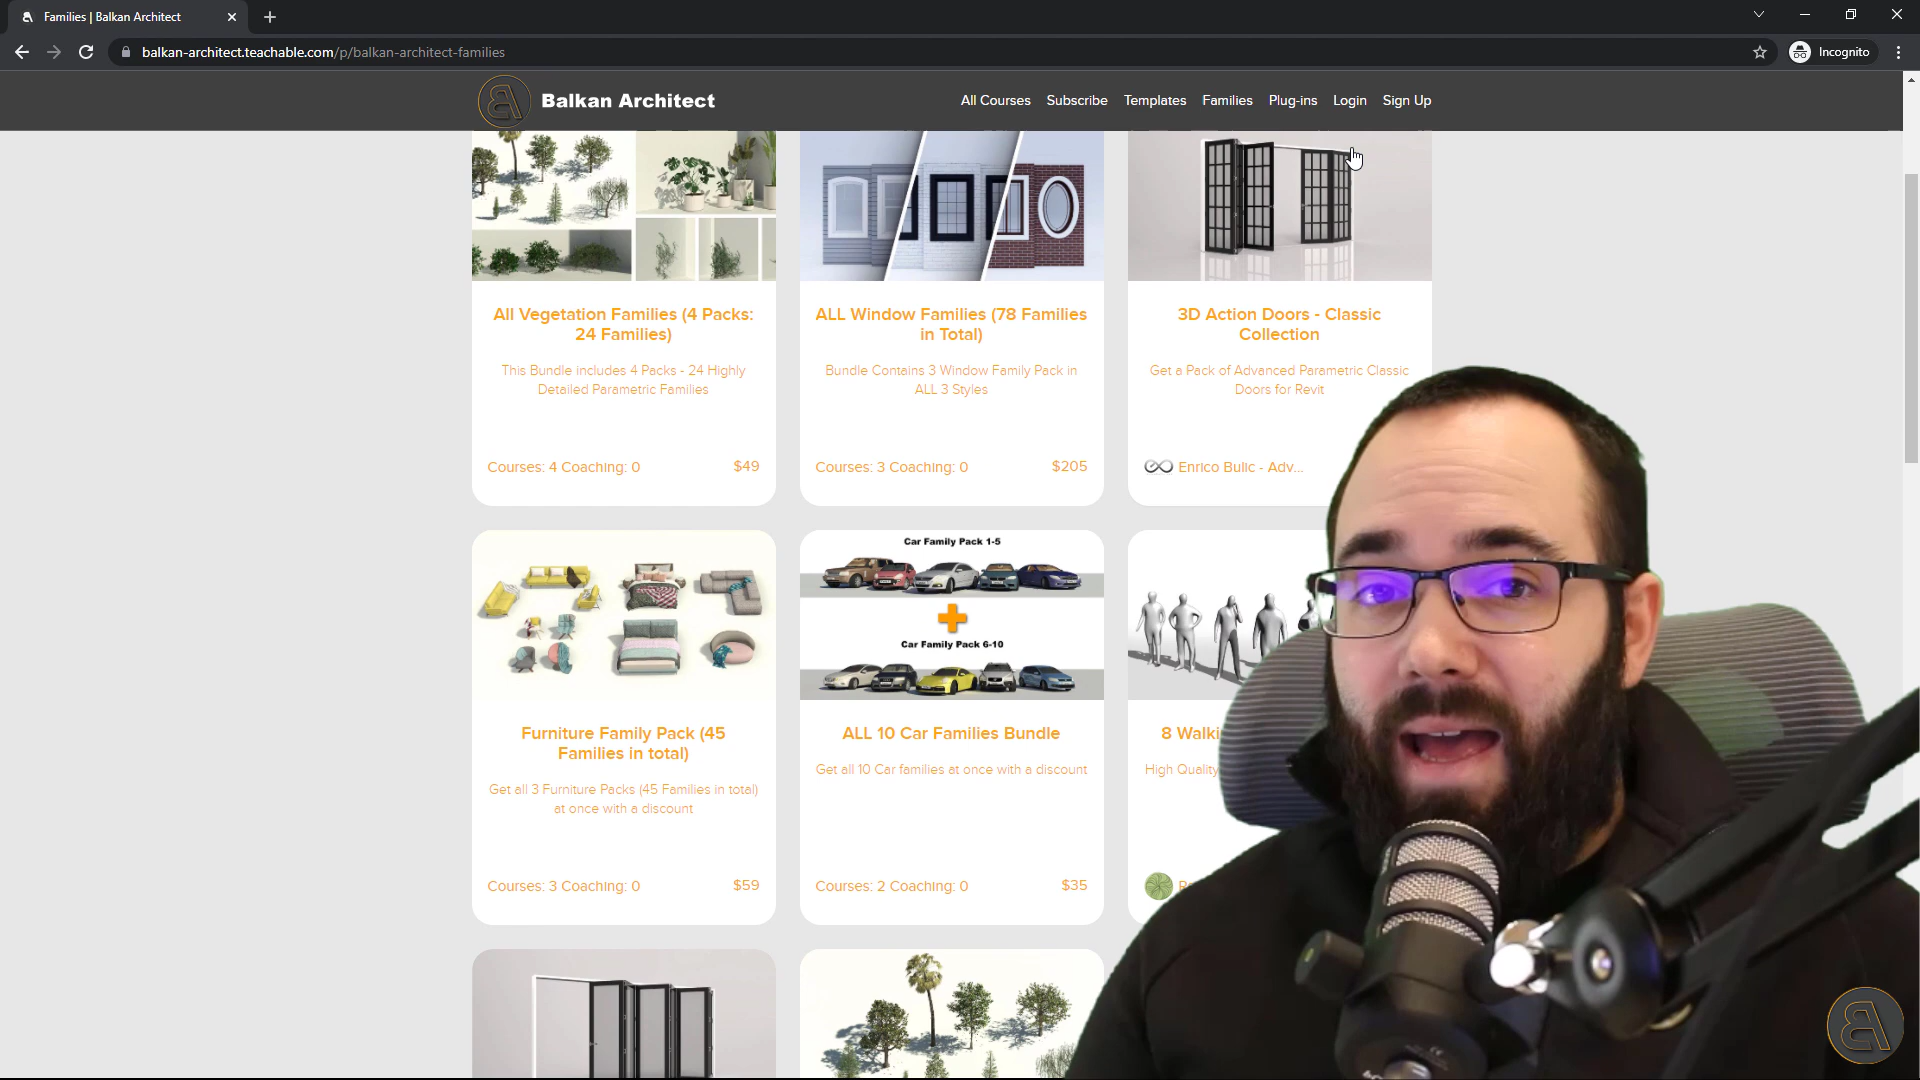 Families | Balkan Architect
balkan-architect.teachable.com/p/balkan-architect-families
Incognito
Balkan Architect
All Courses
Subscribe
Templates
Families
Plug-ins
Login
Sign Up
All Vegetation Families (4 Packs:
24 Families)
This Bundle includes 4 Packs - 24 Highly
Detailed Parametric Families
Courses: 4 Coaching: 0
$49
ALL Window Families (78 Families
in Total)
Bundle Contains 3 Window Family Pack in
ALL 3 Styles
Courses: 3 Coaching: 0
$205
3D Action Doors - Classic
Collection
Get a Pack of Advanced Parametric Classic
Doors for Revit
Enrico Bulic - Adv...
Furniture Family Pack (45
Families in total)
Get all 3 Furniture Packs (45 Families in total)
at once with a discount
Courses: 3 Coaching: 0
$59
Car Family Pack 1-5
Car Family Pack 6-10
ALL 10 Car Families Bundle
Get all 10 Car families at once with a discount
Courses: 2 Coaching: 0
$35
8
High Quality